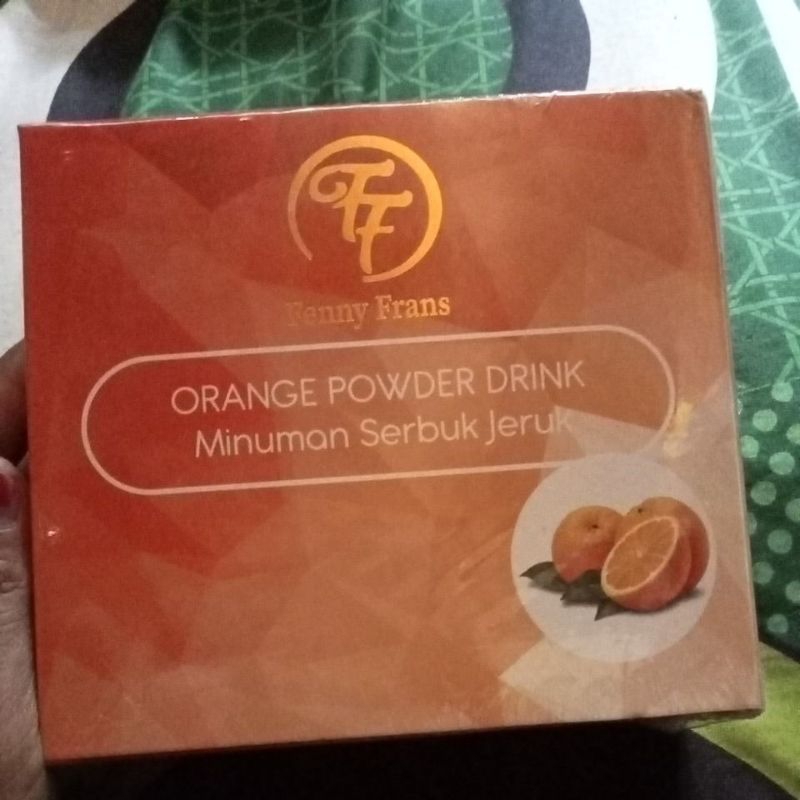 FF
Fenny Frans
ORANGE POWDER DRINK
Minuman Serbuk Jeruk